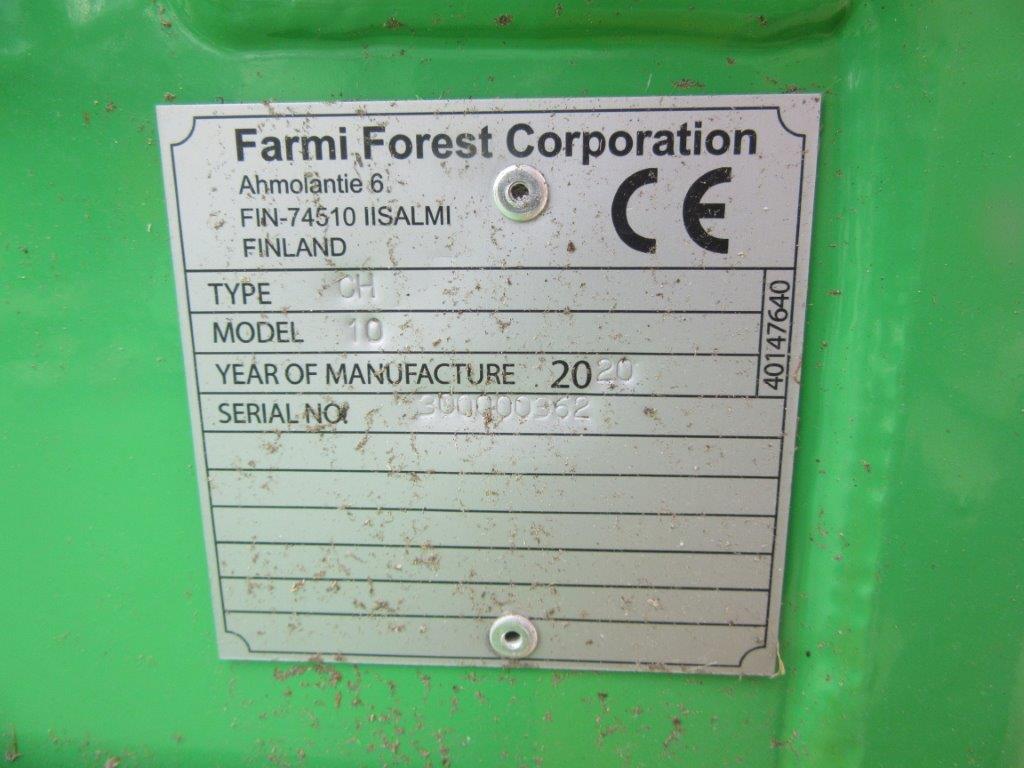 Farmi Forest Corporation
Ahmolantie 6
FIN-74510 IISALMI
FINLAND
CE
TYPE CH
MODEL 10
YEAR OF MANUFACTURE 2020
SERIAL NO. 300000362
40147640